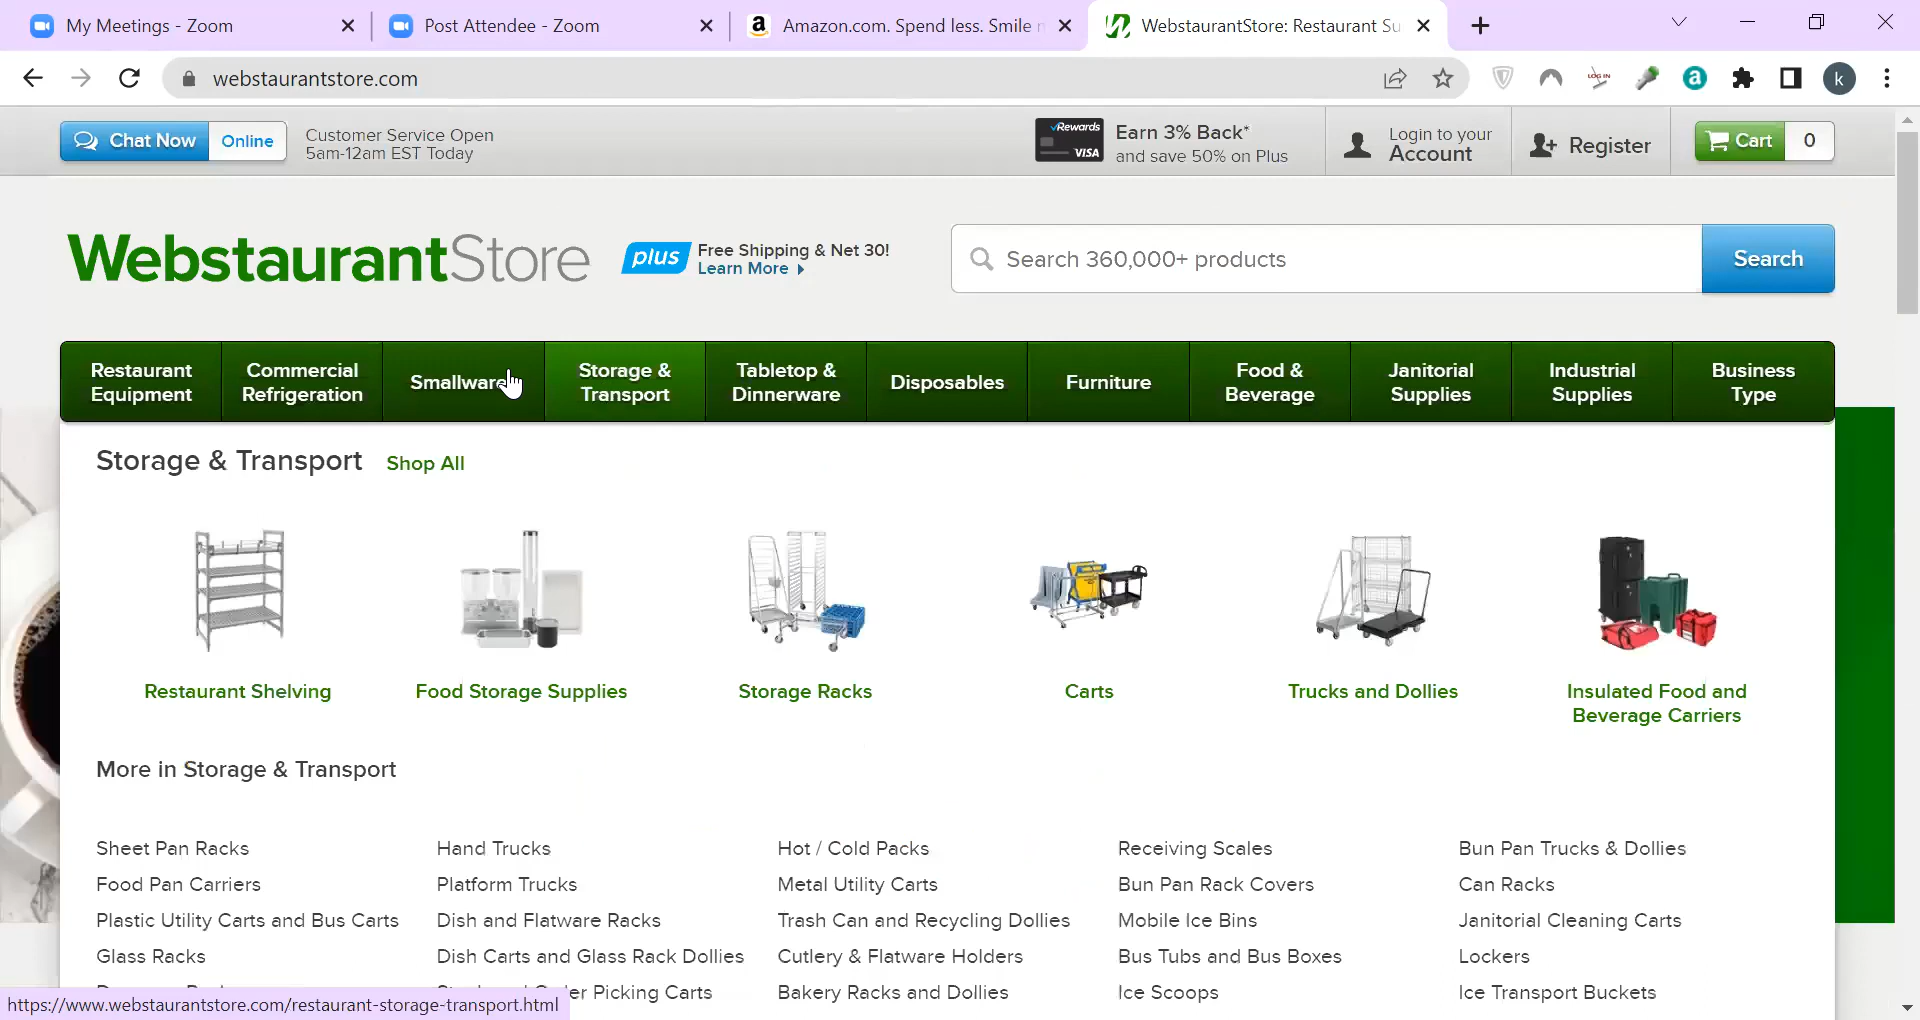 My Meetings - Zoom
Post Attendee - Zoom
Amazon.com. Spend less. Smile
WebstaurantStore: Restaurant Su
webstaurantstore.com
LOG IN
k
Chat Now Online
Customer Service Open
5am-12am EST Today
Rewards
VISA
Earn 3% Back*
and save 50% on Plus
Login to your
Account
Register
Cart 0
WebstaurantStore
plus
Free Shipping & Net 30!
Learn More
Search 360,000+ products
Search
Restaurant Equipment
Commercial Refrigeration
Smallwares
Storage & Transport
Tabletop & Dinnerware
Disposables
Furniture
Food & Beverage
Janitorial Supplies
Industrial Supplies
Business Type
Storage & Transport Shop All
Restaurant Shelving
Food Storage Supplies
Storage Racks
Carts
Trucks and Dollies
Insulated Food and
Beverage Carriers
More in Storage & Transport
Sheet Pan Racks Hand Trucks Hot / Cold Packs Receiving Scales Bun Pan Trucks & Dollies
Food Pan Carriers Platform Trucks Metal Utility Carts Bun Pan Rack Covers Can Racks
Plastic Utility Carts and Bus Carts Dish and Flatware Racks Trash Can and Recycling Dollies Mobile Ice Bins Janitorial Cleaning Carts
Glass Racks Dish Carts and Glass Rack Dollies Cutlery & Flatware Holders Bus Tubs and Bus Boxes Lockers
Picking Carts Bakery Racks and Dollies Ice Scoops Ice Transport Buckets
https://www.webstaurantstore.com/restaurant-storage-transport.html